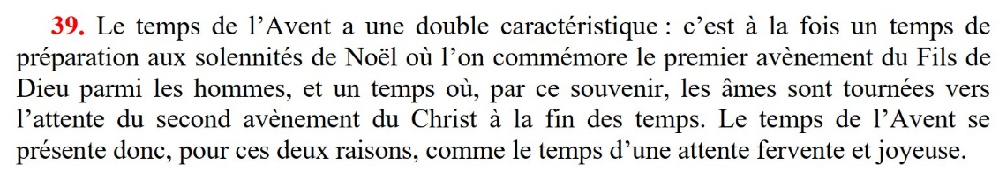 39. Le temps de l’Avent a une double caractéristique : c’est à la fois un temps de
préparation aux solennités de Noël où l’on commémore le premier avènement du Fils de
Dieu parmi les hommes, et un temps où, par ce souvenir, les âmes sont tournées vers
l’attente du second avènement du Christ à la fin des temps. Le temps de l’Avent se
présente donc, pour ces deux raisons, comme le temps d’une attente fervente et joyeuse.